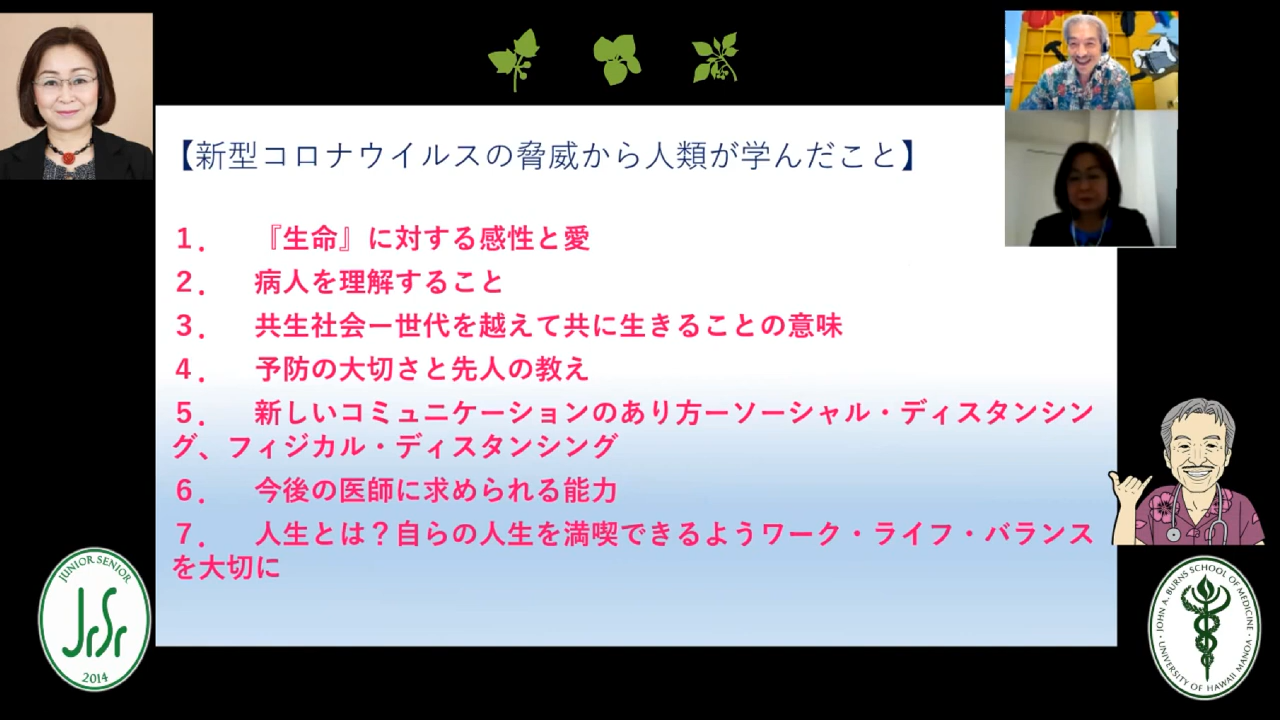 【新型コロナウイルスの脅威から人類が学んだこと】
１． 『生命』に対する感性と愛
２． 病人を理解すること
３． 共生社会ー世代を越えて共に生きることの意味
４． 予防の大切さと先人の教え
５． 新しいコミュニケーションのあり方ーソーシャル・ディスタンシン
グ、フィジカル・ディスタンシング
６． 今後の医師に求められる能力
７． 人生とは？自らの人生を満喫できるようワーク・ライフ・バランス
を大切に
JUNIOR SENIOR
JrSr
2014
JOHN A. BURNS SCHOOL OF MEDICINE
UNIVERSITY OF HAWAII MANOA